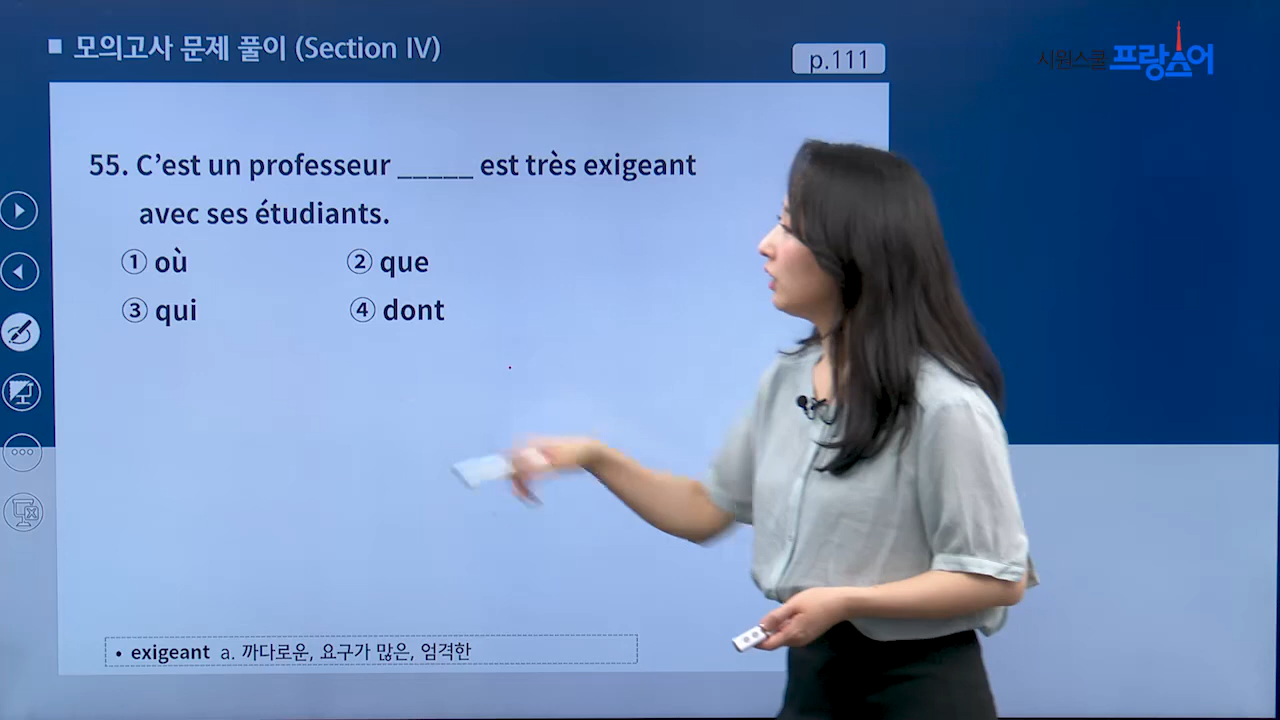 ■ 모의고사 문제 풀이 (Section IV)
p.111
시원스쿨 프랑스어
55. C’est un professeur _____ est très exigeant
avec ses étudiants.
① où ② que
③ qui ④ dont
• exigeant a. 까다로운, 요구가 많은, 엄격한